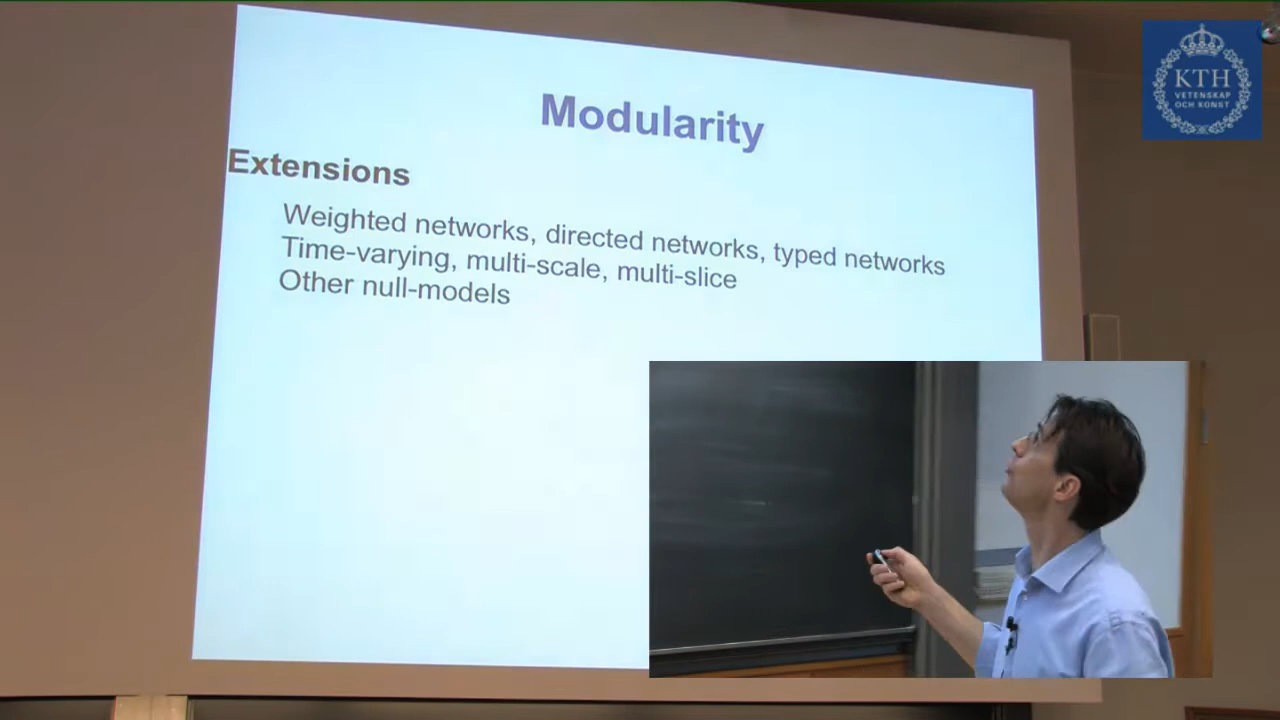 Modularity
Extensions
Weighted networks, directed networks, typed networks
Time-varying, multi-scale, multi-slice
Other null-models
KTH
VETENSKAP
OCH KONST